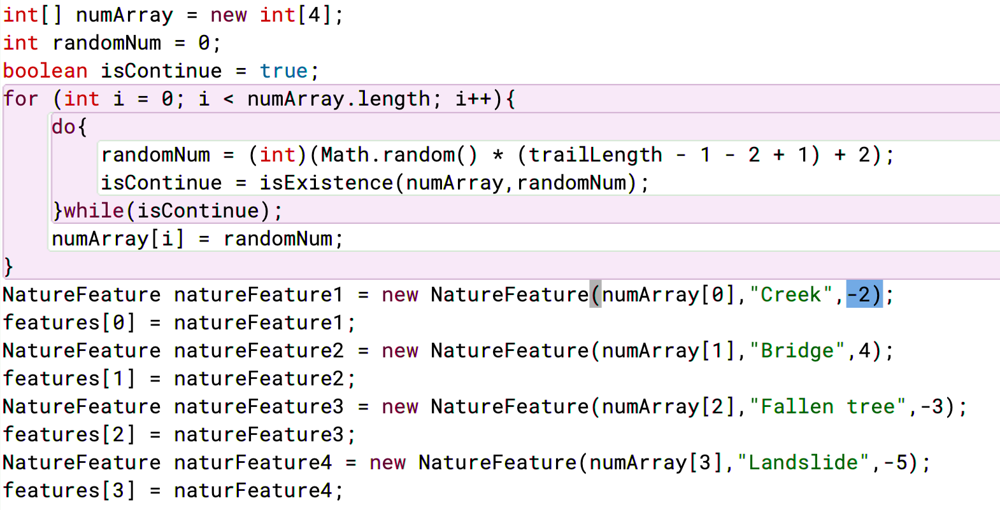 int[] numArray = new int[4];
int randomNum = 0;
boolean isContinue = true;
for (int i = 0; i < numArray.length; i++){
do{
randomNum = (int)(Math.random() * (trailLength - 1 - 2 + 1) + 2);
isContinue = isExistence(numArray,randomNum);
}while(isContinue);
numArray[i] = randomNum;
}
NatureFeature natureFeature1 = new NatureFeature(numArray[0],"Creek",-2);
features[0] = natureFeature1;
NatureFeature natureFeature2 = new NatureFeature(numArray[1],"Bridge",4);
features[1] = natureFeature2;
NatureFeature natureFeature3 = new NatureFeature(numArray[2],"Fallen tree",-3);
features[2] = natureFeature3;
NatureFeature naturFeature4 = new NatureFeature(numArray[3],"Landslide",-5);
features[3] = naturFeature4;